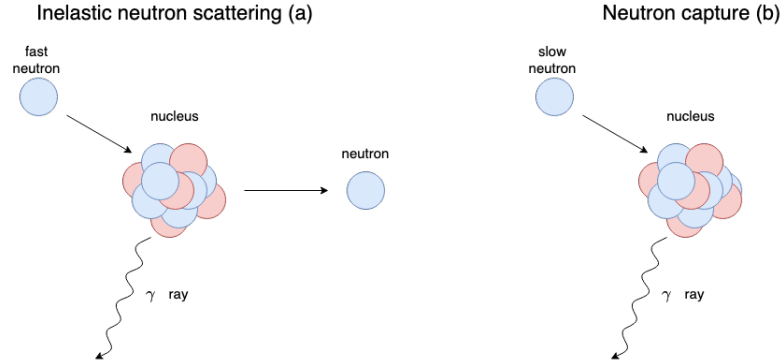 Inelastic neutron scattering (a)
fast
neutron
nucleus
neutron
γ ray
Neutron capture (b)
slow
neutron
nucleus
γ ray